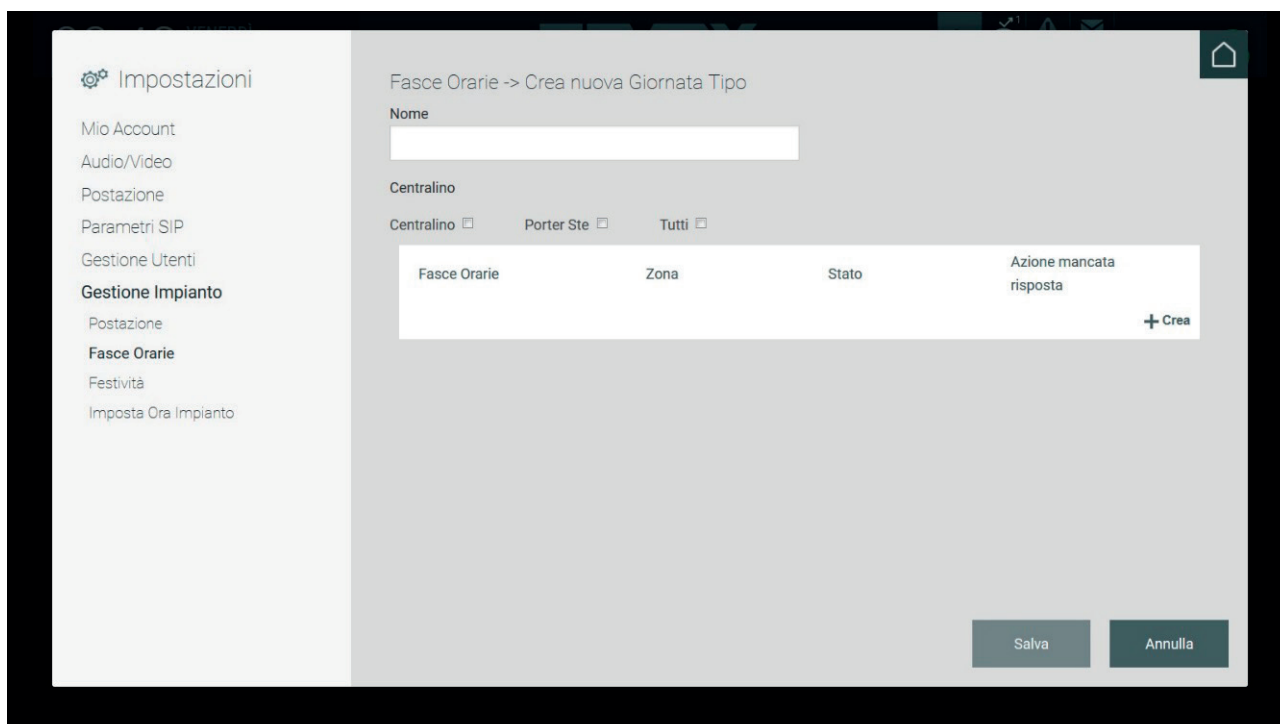 Impostazioni
Mio Account
Audio/Video
Postazione
Parametri SIP
Gestione Utenti
Gestione Impianto
Postazione
Fasce Orarie
Festività
Imposta Ora Impianto
Fasce Orarie -> Crea nuova Giornata Tipo
Nome
Centralino
Centralino Porter Ste Tutti
Fasce Orarie Zona Stato Azione mancata
risposta
+ Crea
Salva Annulla